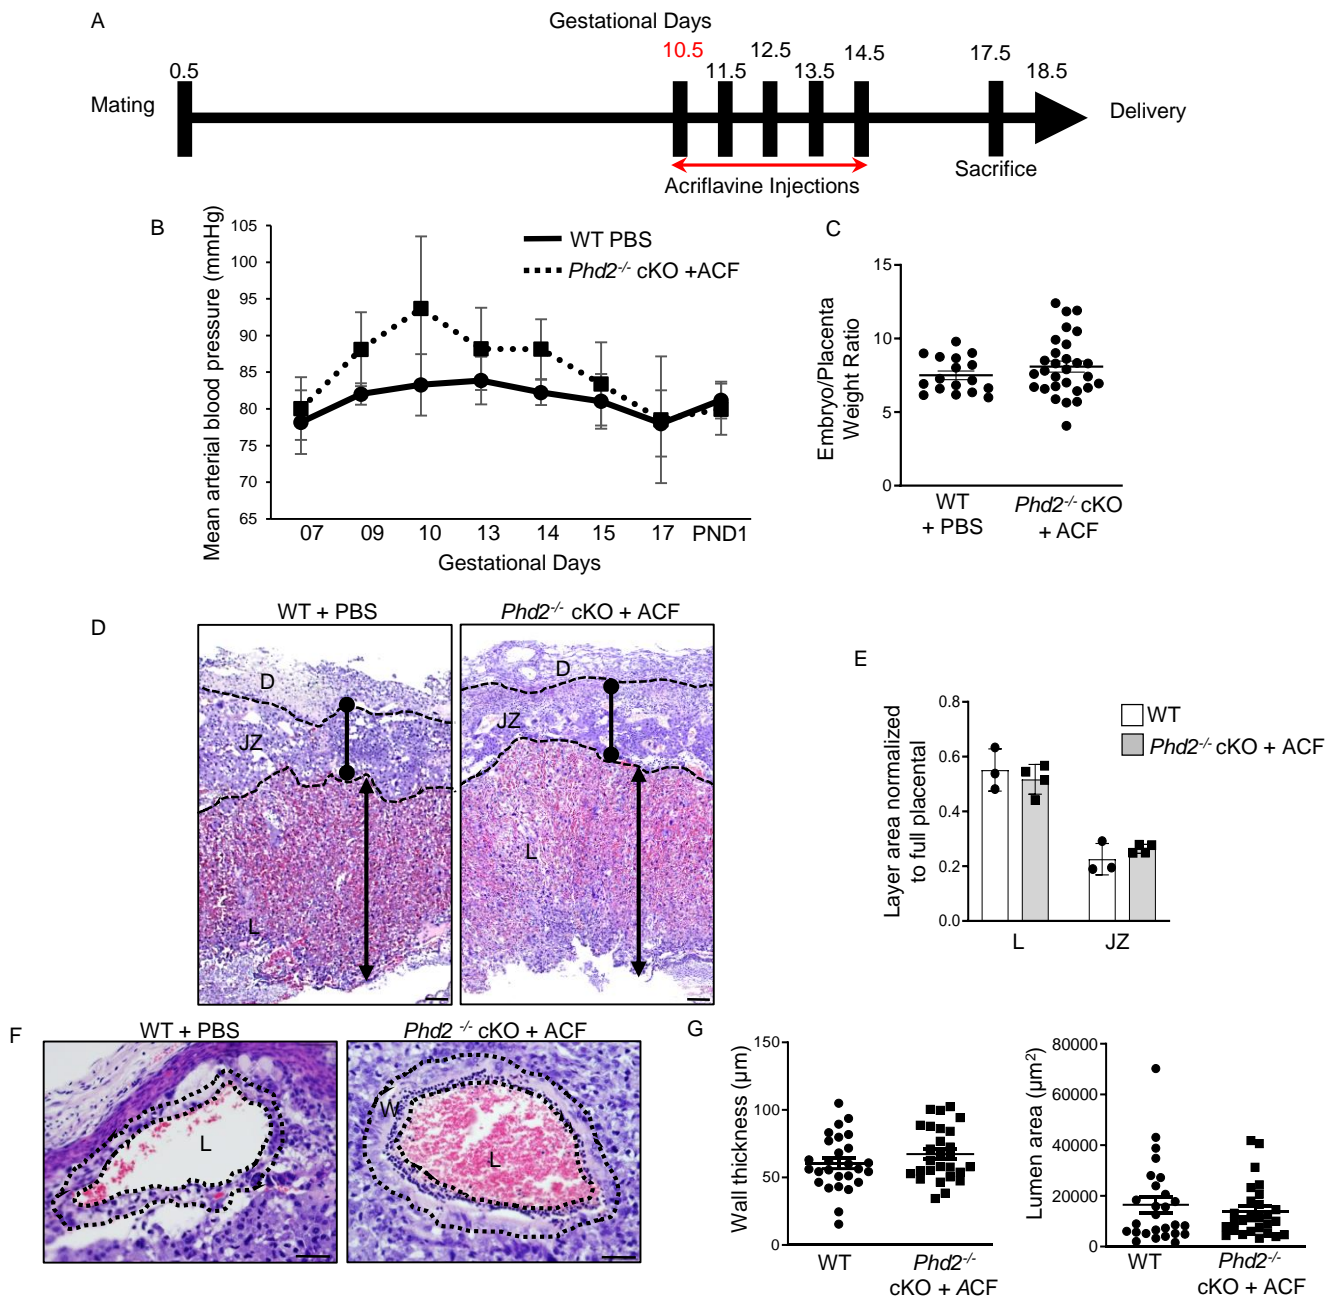 A
Gestational Days
0.5
10.5
11.5
12.5
13.5
14.5
17.5
18.5
Mating
Delivery
Sacrifice
Acriflavine Injections
B
Mean arterial blood pressure (mmHg)
105
100
95
90
85
80
75
70
65
WT PBS
Phd2-/- cKO +ACF
07 09 10 13 14 15 17 PND1
Gestational Days
C
Embryo/Placenta
Weight Ratio
15
10
5
0
WT
+ PBS
Phd2-/- cKO
+ ACF
D
WT + PBS
D
JZ
L
Phd2-/- cKO + ACF
D
JZ
L
E
Layer area normalized
to full placental
0.8
0.6
0.4
0.2
0.0
WT
Phd2-/- cKO + ACF
L JZ
F
WT + PBS
L
Phd2 -/- cKO + ACF
W
L
G
Wall thickness (µm)
150
100
50
0
WT
Phd2-/-
cKO + ACF
Lumen area (µm2)
80000
60000
40000
20000
0
WT
Phd2-/-
cKO + ACF